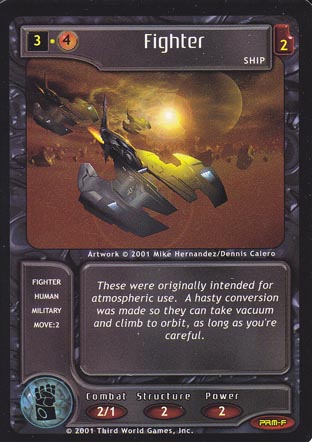 3 • 4
Fighter
2
SHIP
Artwork © 2001 Mike Hernandez/Dennis Calero
FIGHTER
HUMAN
MILITARY
MOVE:2
These were originally intended for
atmospheric use. A hasty conversion
was made so they can take vacuum
and climb to orbit, as long as you're
careful.
Combat Structure Power
2/1 2 2
PRM-F
© 2001 Third World Games, Inc.